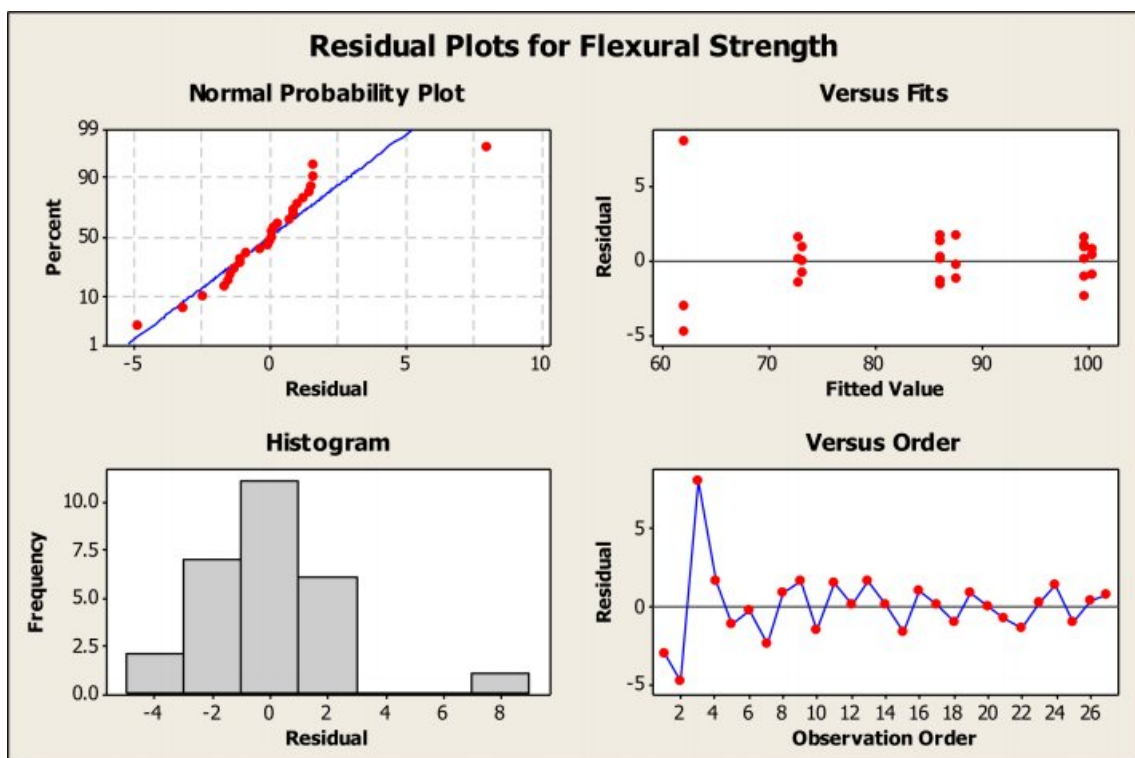 Residual Plots for Flexural Strength
Normal Probability Plot
99
90
50
10
1
Percent
-5 0 5 10
Residual
Versus Fits
5
0
-5
Residual
60 70 80 90 100
Fitted Value
Histogram
10.0
7.5
5.0
2.5
0.0
Frequency
-4 -2 0 2 4 6 8
Residual
Versus Order
5
0
-5
Residual
2 4 6 8 10 12 14 16 18 20 22 24 26
Observation Order